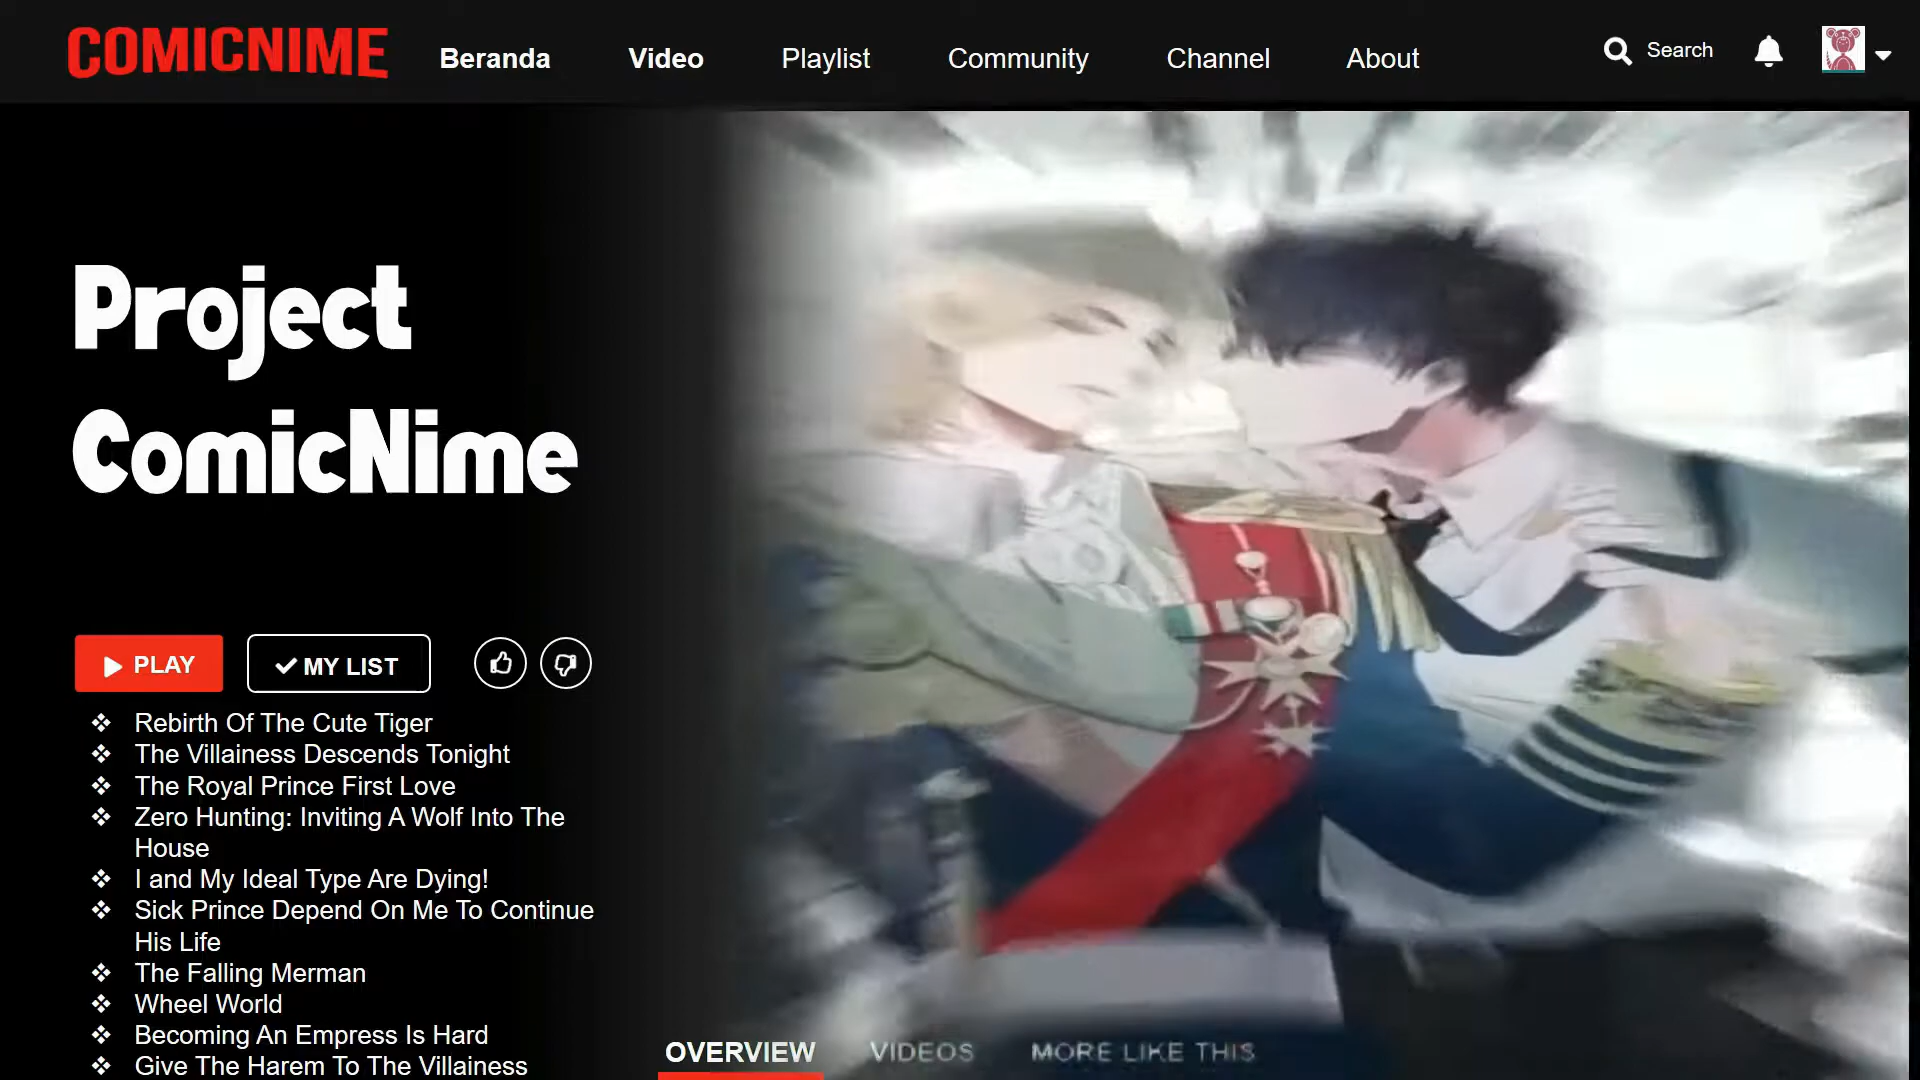 COMICNIME
Beranda
Video
Playlist
Community
Channel
About
Search
Project
ComicNime
PLAY
MY LIST
❖ Rebirth Of The Cute Tiger
❖ The Villainess Descends Tonight
❖ The Royal Prince First Love
❖ Zero Hunting: Inviting A Wolf Into The
House
❖ I and My Ideal Type Are Dying!
❖ Sick Prince Depend On Me To Continue
His Life
❖ The Falling Merman
❖ Wheel World
❖ Becoming An Empress Is Hard
❖ Give The Harem To The Villainess
OVERVIEW
VIDEOS
MORE LIKE THIS